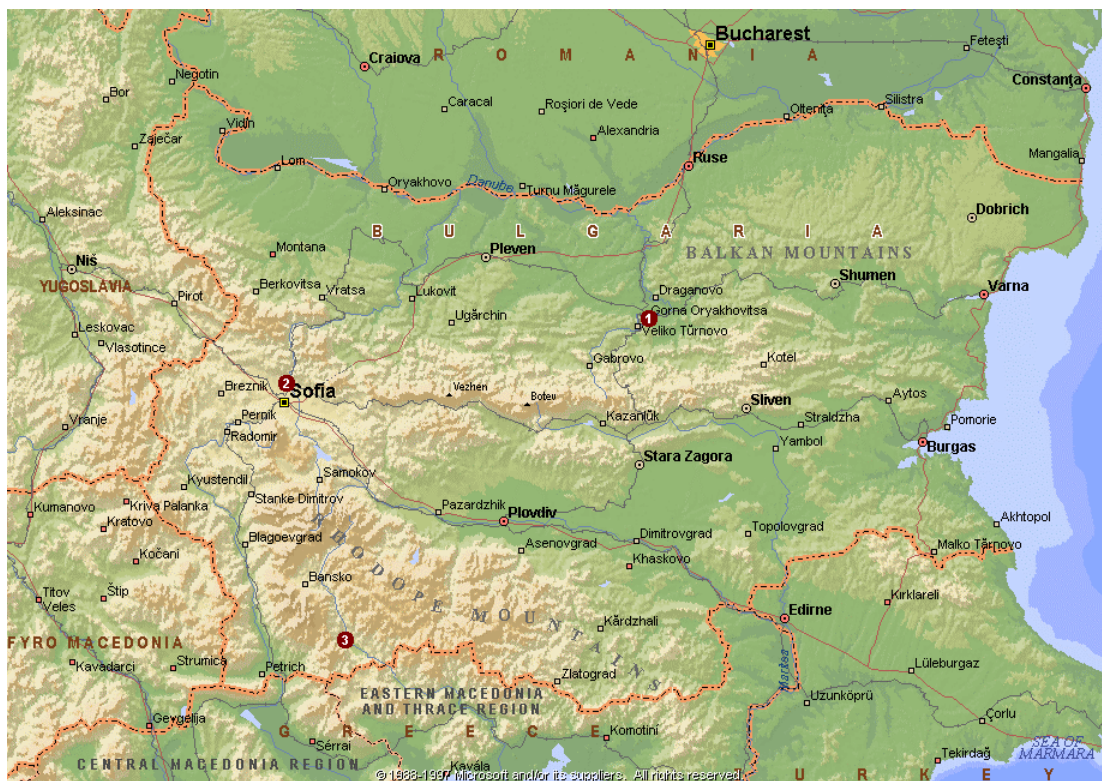 Bucharest
Feteşti
Craiova
R O M A N I A
Negotin
Constanţa
Bor
Caracal
Roşiori de Vede
Olteniţa
Silistra
Vidin
Alexandria
Zaječar
Ruse
Mangalia
Lom
Oryakhovo
Danube
Turnu Măgurele
Aleksinac
Dobrich
B U L G A R I A
Montana
Pleven
BALKAN MOUNTAINS
Niš
Shumen
YUGOSLAVIA
Berkovitsa
Vratsa
Lukovit
Draganovo
Varna
Pirot
1
Gorna Oryakhovitsa
Ugărchin
Veliko Tŭrnovo
Leskovac
Vlasotince
Gabrovo
Kotel
2
Sofia
Breznik
Vezhen
Botev
Aytos
Sliven
Pernik
Kazanlŭk
Straldzha
Pomorie
Vranje
Radomir
Yambol
Burgas
Stara Zagora
Samokov
Kyustendil
Stanke Dimitrov
Kriva Palanka
Kumanovo
Pazardzhik
Plovdiv
Kratovo
Akhtopol
Topolovgrad
Blagoevgrad
Dimitrovgrad
Malko Tŭrnovo
Kočani
Asenovgrad
Khaskovo
RHODOPE MOUNTAINS
Bansko
Titov
Veles
Štip
Kırklareli
Edirne
Kărdzhali
3
FYRO MACEDONIA
Kavadarci
Strumica
Petrich
Zlatograd
Lüleburgaz
Maritsa
EASTERN MACEDONIA
AND THRACE REGION
Uzunköprü
Gevgelija
Çorlu
G R E E C E
Komotiní
Sérrai
SEA OF
MARMARA
Tekirdağ
CENTRAL MACEDONIA REGION
Kavála
T U R K E Y
© 1988-1997 Microsoft and/or its suppliers. All rights reserved.